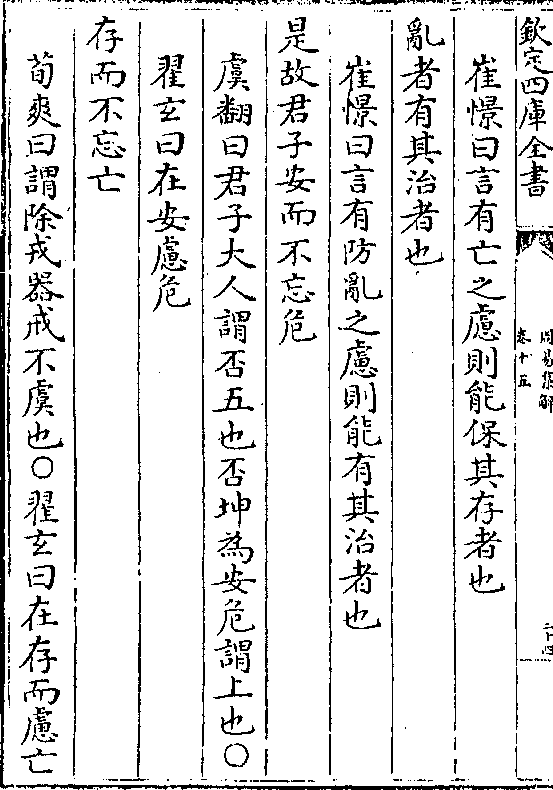 欽定四庫全書
周易集解
卷十五
二十四
崔憬曰言有亡之慮則能保其存者也
亂者有其治者也
崔憬曰言有防亂之慮則能有其治者也
是故君子安而不忘危
虞翻曰君子大人謂否五也否坤為安危謂上也〇
翟玄曰在安慮危
存而不忘亡
荀爽曰謂除戎器戒不虞也〇翟玄曰在存而慮亡